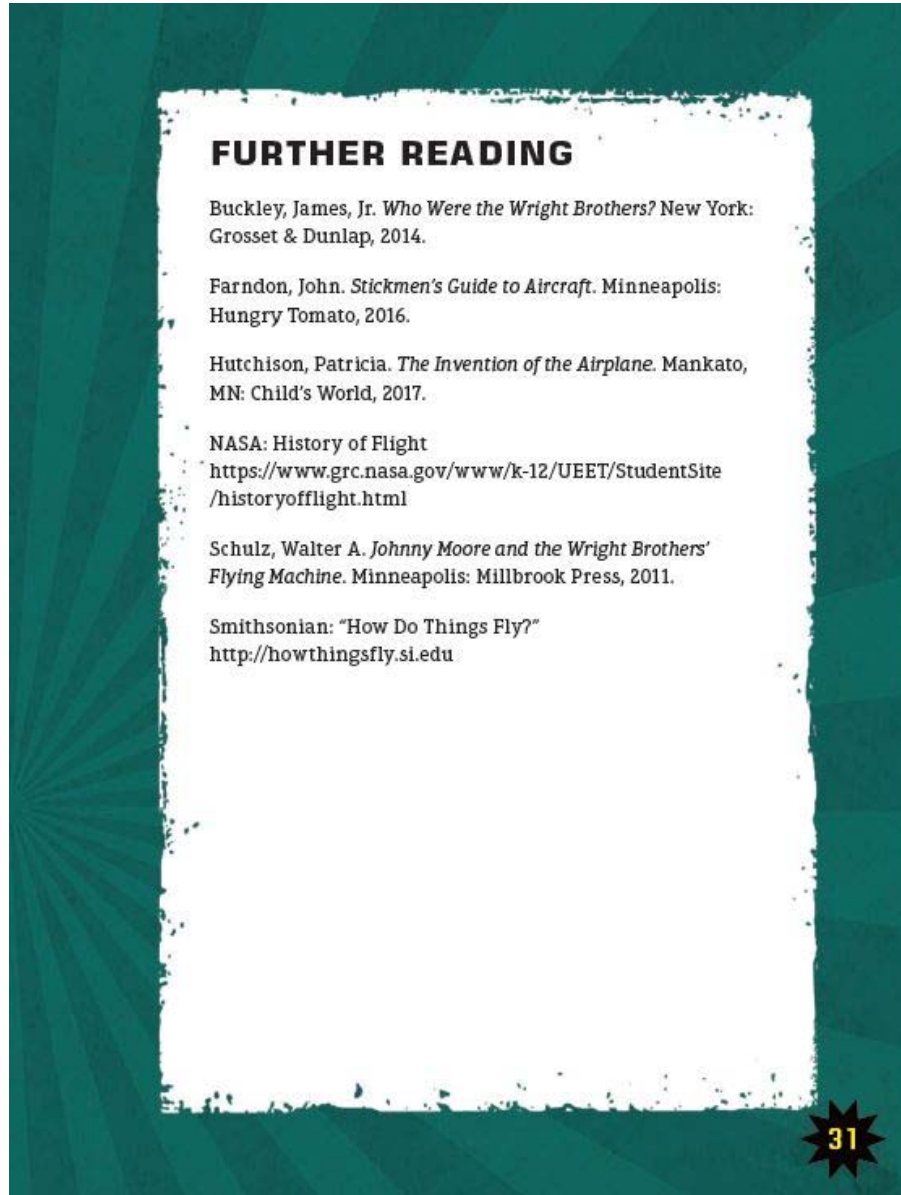 FURTHER READING
Buckley, James, Jr. Who Were the Wright Brothers? New York:
Grosset & Dunlap, 2014.
Farndon, John. Stickmen’s Guide to Aircraft. Minneapolis:
Hungry Tomato, 2016.
Hutchison, Patricia. The Invention of the Airplane. Mankato,
MN: Child’s World, 2017.
NASA: History of Flight
https://www.grc.nasa.gov/www/k-12/UEET/StudentSite
/historyofflight.html
Schulz, Walter A. Johnny Moore and the Wright Brothers’
Flying Machine. Minneapolis: Millbrook Press, 2011.
Smithsonian: “How Do Things Fly?”
http://howthingsfly.si.edu
31